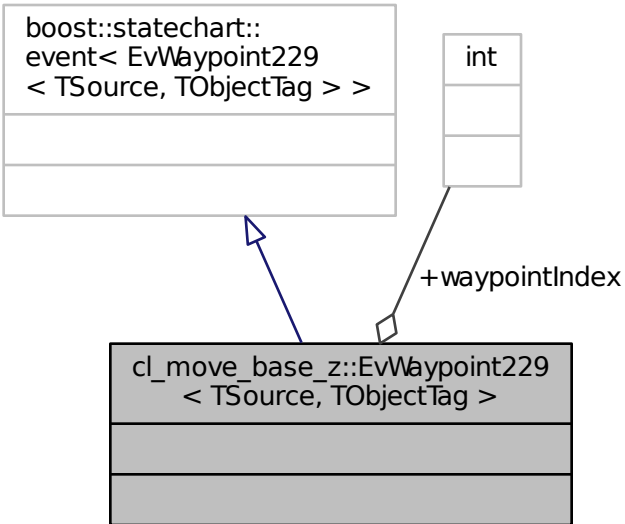 boost::statechart::
event< EvWaypoint229
< TSource, TObjectTag > >
int
+waypointIndex
cl_move_base_z::EvWaypoint229
< TSource, TObjectTag >